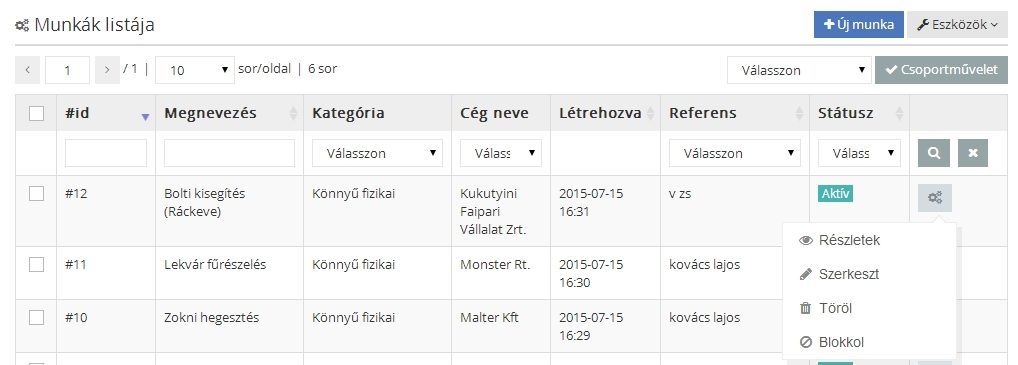 Munkák listája
Új munka
Eszközök
1 / 1 | 10 sor/oldal | 6 sor
Válasszon
Csoportművelet
#id Megnevezés Kategória Cég neve Létrehozva Referens Státusz
Válasszon Válass Válasszon Válass
#12 Bolti kisegítés Könnyű fizikai Kukutyini 2015-07-15 v zs Aktív
(Ráckeve) Faipari 16:31
Vállalat Zrt.
Részletek
Szerkeszt
Töröl
Blokkol
#11 Lekvár fűrészelés Könnyű fizikai Monster Rt. 2015-07-15 kovács lajos
16:30
#10 Zokni hegesztés Könnyű fizikai Malter Kft 2015-07-15 kovács lajos
16:29